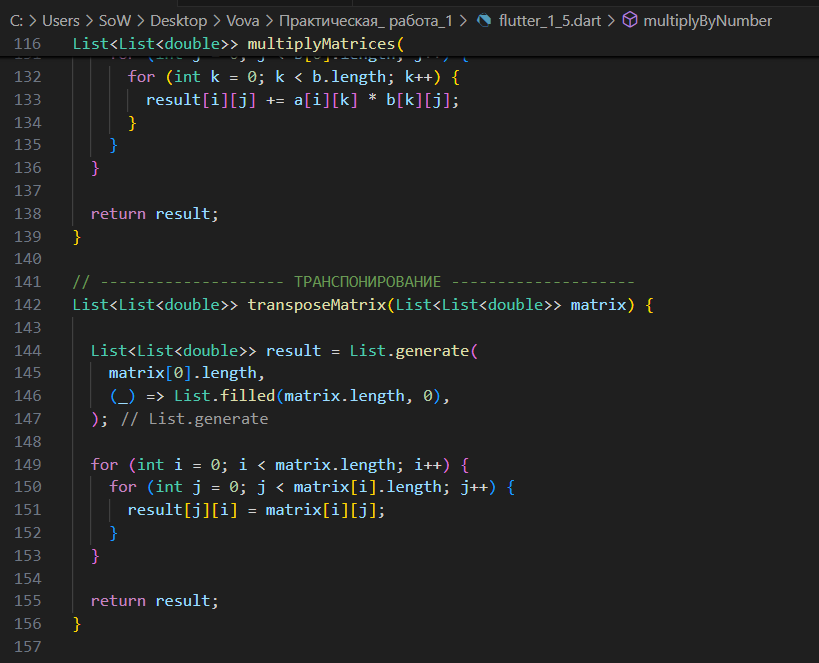 C: > Users > SoW > Desktop > Vova > Практическая_ работа_1 > flutter_1_5.dart > multiplyByNumber
116 List<List<double>> multiplyMatrices(
132 for (int k = 0; k < b.length; k++) {
133 result[i][j] += a[i][k] * b[k][j];
134 }
135 }
136 }
137
138 return result;
139 }
140
141 // -------------------- ТРАНСПОНИРОВАНИЕ --------------------
142 List<List<double>> transposeMatrix(List<List<double>> matrix) {
143
144 List<List<double>> result = List.generate(
145 matrix[0].length,
146 (_) => List.filled(matrix.length, 0),
147 ); // List.generate
148
149 for (int i = 0; i < matrix.length; i++) {
150 for (int j = 0; j < matrix[i].length; j++) {
151 result[j][i] = matrix[i][j];
152 }
153 }
154
155 return result;
156 }
157